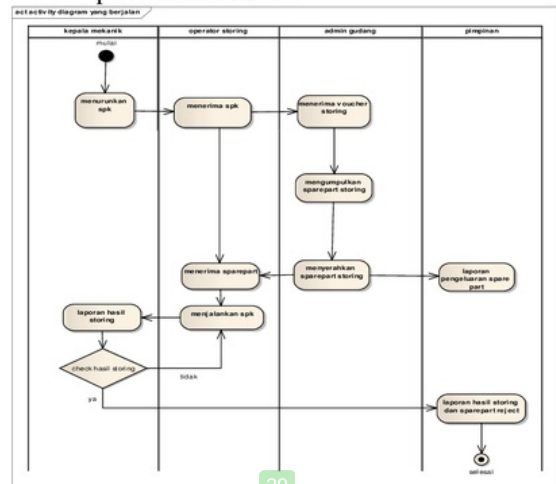 act activity diagram yang berjalan
kepala mekanik
operator storing
admin gudang
pimpinan
mulai
menurunkan
spk
menerima spk
menerima voucher
storing
mengumpulkan
sparepart storing
menerima sparepart
menyerahkan
sparepart storing
laporan
pengeluaran spare
part
laporan hasil
storing
menjalankan spk
check hasil storing
tidak
ya
laporan hasil storing
dan sparepart reject
selesai